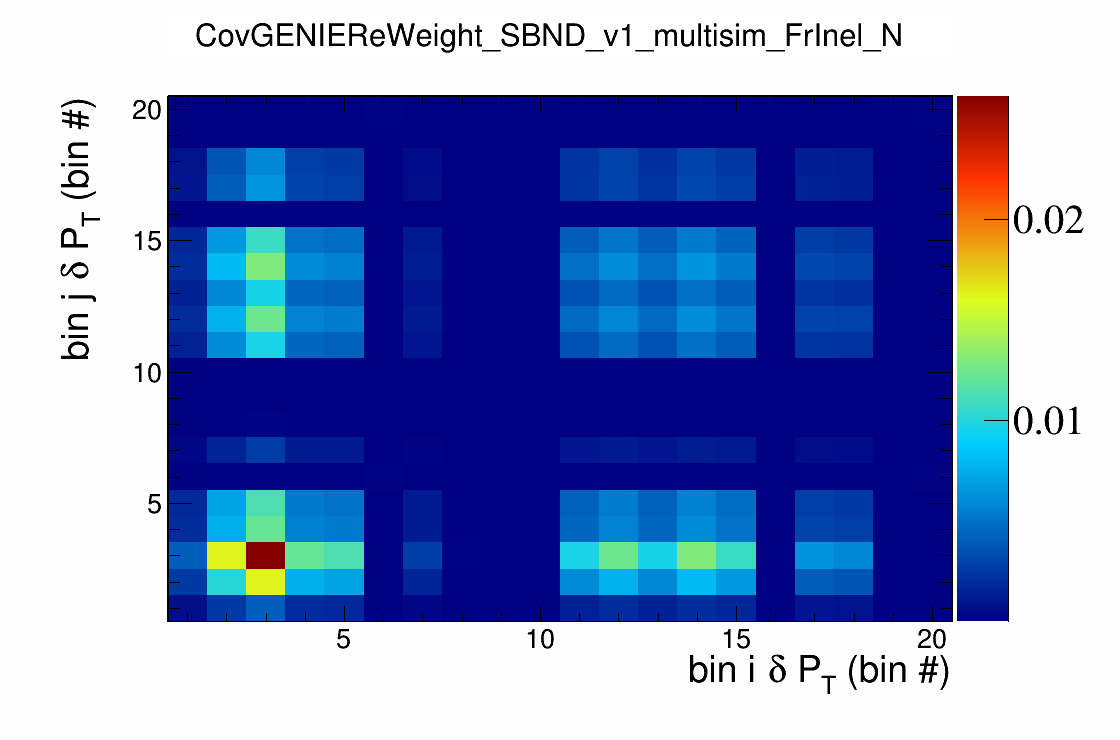 CovGENIEReWeight_SBND_v1_multisim_FrInel_N
bin j δ P_T (bin #)
20
15
10
5
5 10 15 20
bin i δ P_T (bin #)
0.02
0.01